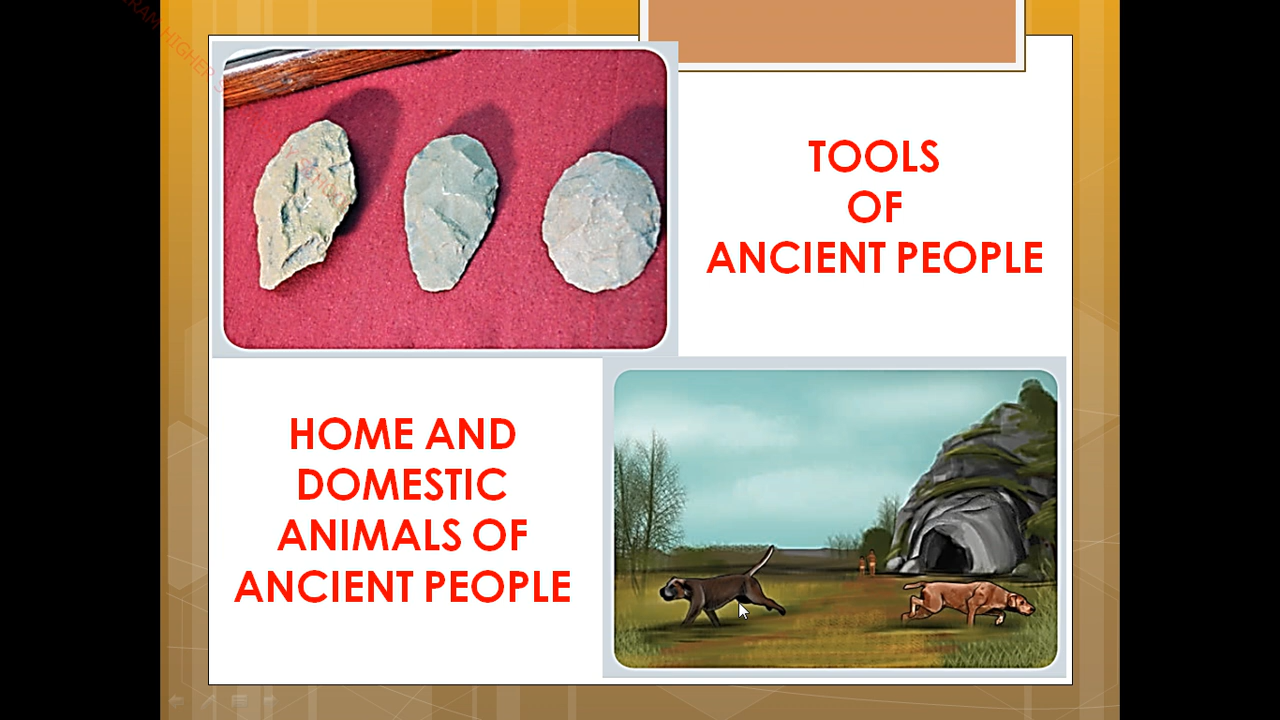 TOOLS
OF
ANCIENT PEOPLE
HOME AND
DOMESTIC
ANIMALS OF
ANCIENT PEOPLE